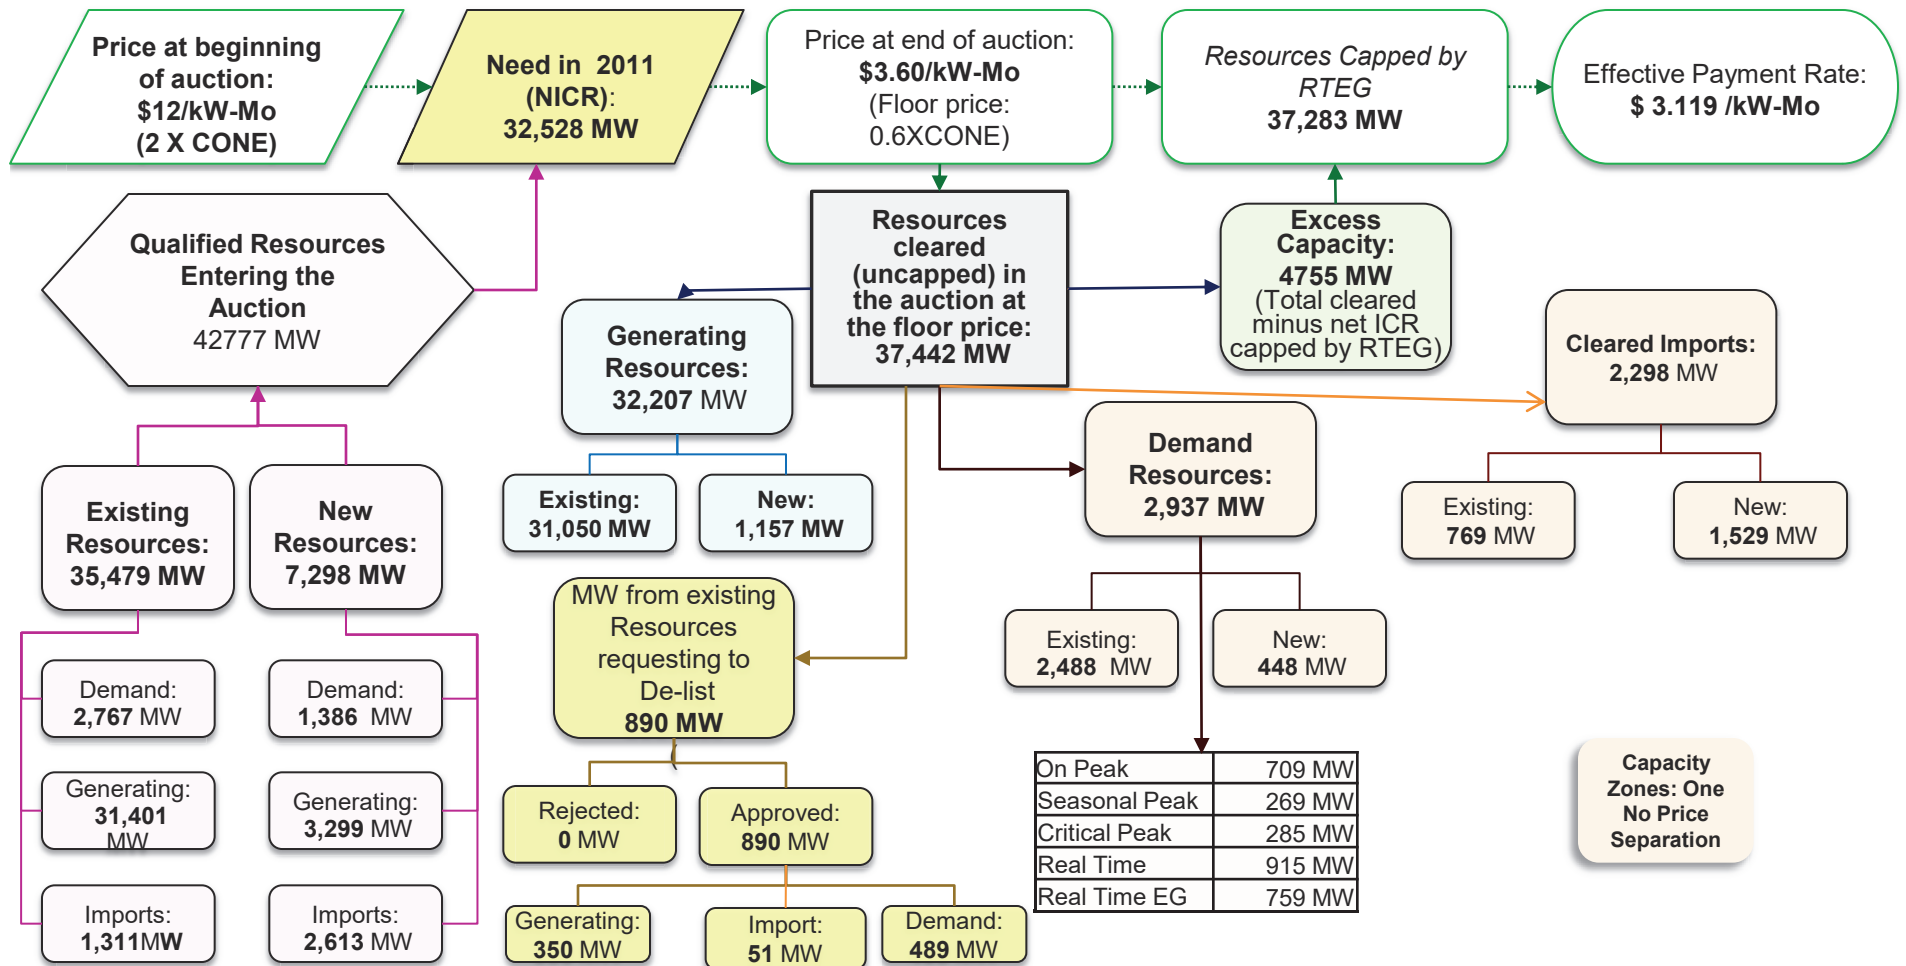 Price at beginning
of auction:
$12/kW-Mo
(2 X CONE)
Need in 2011
(NICR):
32,528 MW
Price at end of auction:
$3.60/kW-Mo
(Floor price:
0.6XCONE)
Resources Capped by
RTEG
37,283 MW
Effective Payment Rate:
$ 3.119 /kW-Mo
Qualified Resources
Entering the
Auction
42777 MW
Resources
cleared
(uncapped) in
the auction at
the floor price:
37,442 MW
Excess
Capacity:
4755 MW
(Total cleared
minus net ICR
capped by RTEG)
Generating
Resources:
32,207 MW
Cleared Imports:
2,298 MW
Existing
Resources:
35,479 MW
New
Resources:
7,298 MW
Existing:
31,050 MW
New:
1,157 MW
Demand
Resources:
2,937 MW
Existing:
769 MW
New:
1,529 MW
MW from existing
Resources
requesting to
De-list
890 MW
(
Existing:
2,488 MW
New:
448 MW
Demand:
2,767 MW
Demand:
1,386 MW
Generating:
31,401
MW
Generating:
3,299 MW
Imports:
1,311MW
Imports:
2,613 MW
Rejected:
0 MW
Approved:
890 MW
Generating:
350 MW
Import:
51 MW
Demand:
489 MW
On Peak 709 MW
Seasonal Peak 269 MW
Critical Peak 285 MW
Real Time 915 MW
Real Time EG 759 MW
Capacity
Zones: One
No Price
Separation